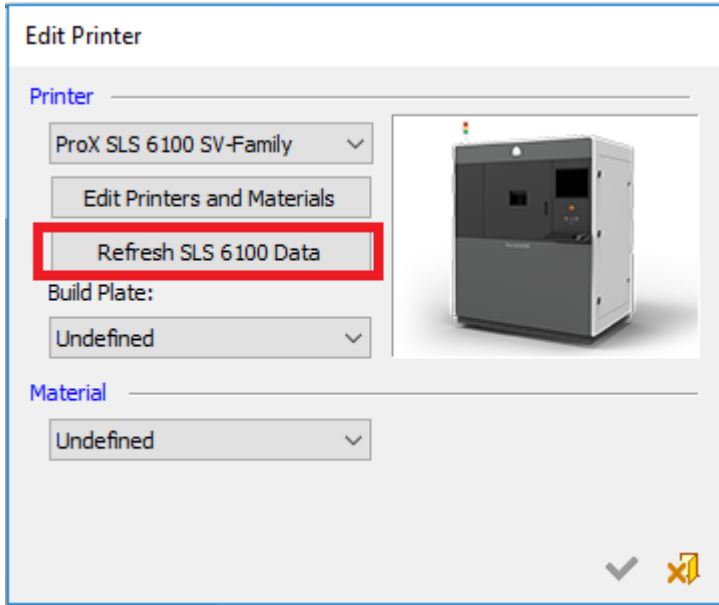 Edit Printer
Printer
ProX SLS 6100 SV-Family
Edit Printers and Materials
Refresh SLS 6100 Data
Build Plate:
Undefined
Material
Undefined